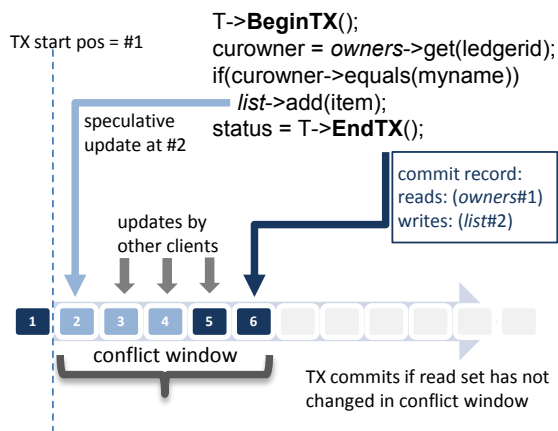 TX start pos = #1
T->BeginTX();
curowner = owners->get(ledgerid);
if(curowner->equals(myname))
list->add(item);
status = T->EndTX();
speculative
update at #2
commit record:
reads: (owners#1)
writes: (list#2)
updates by
other clients
1 2 3 4 5 6
conflict window
TX commits if read set has not
changed in conflict window